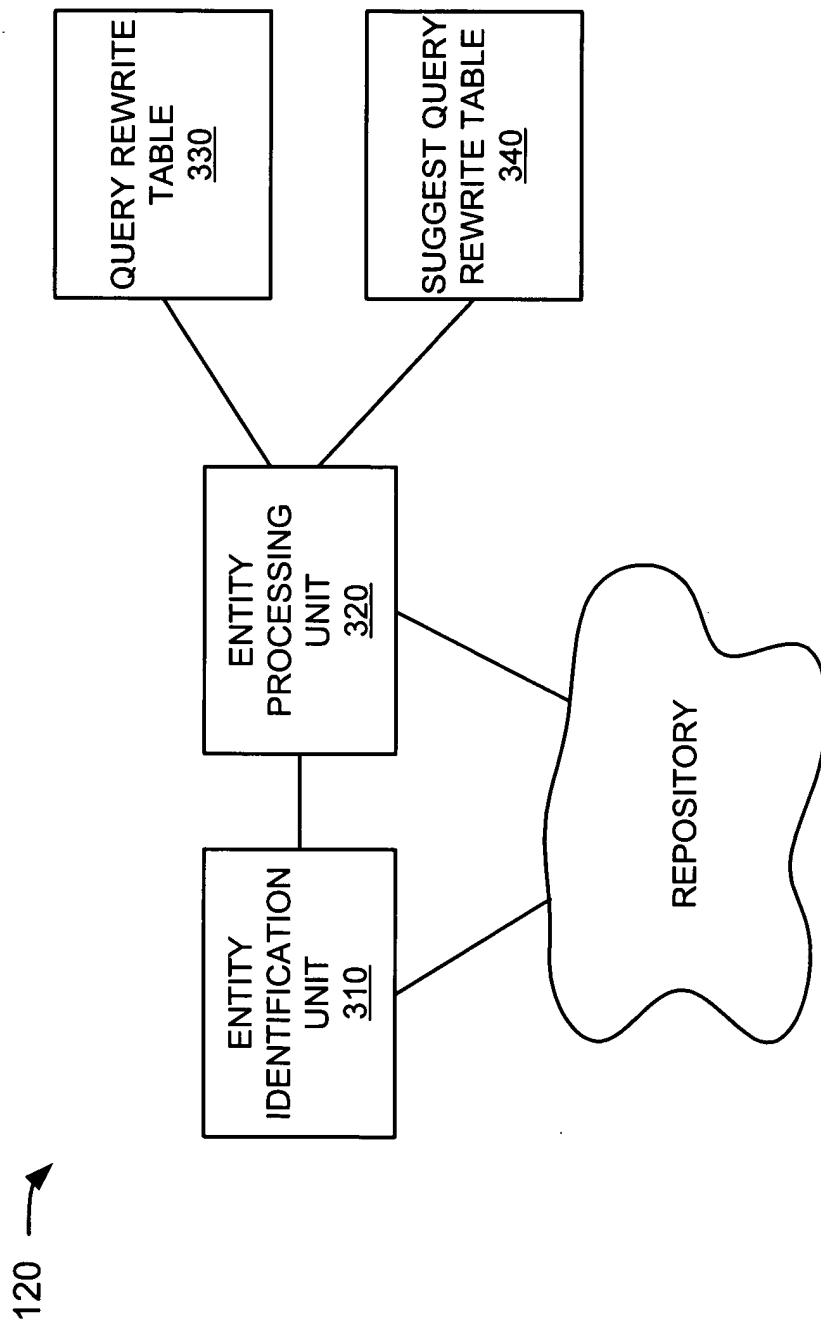 120
ENTITY
IDENTIFICATION
UNIT
310
ENTITY
PROCESSING
UNIT
320
QUERY REWRITE
TABLE
330
SUGGEST QUERY
REWRITE TABLE
340
REPOSITORY